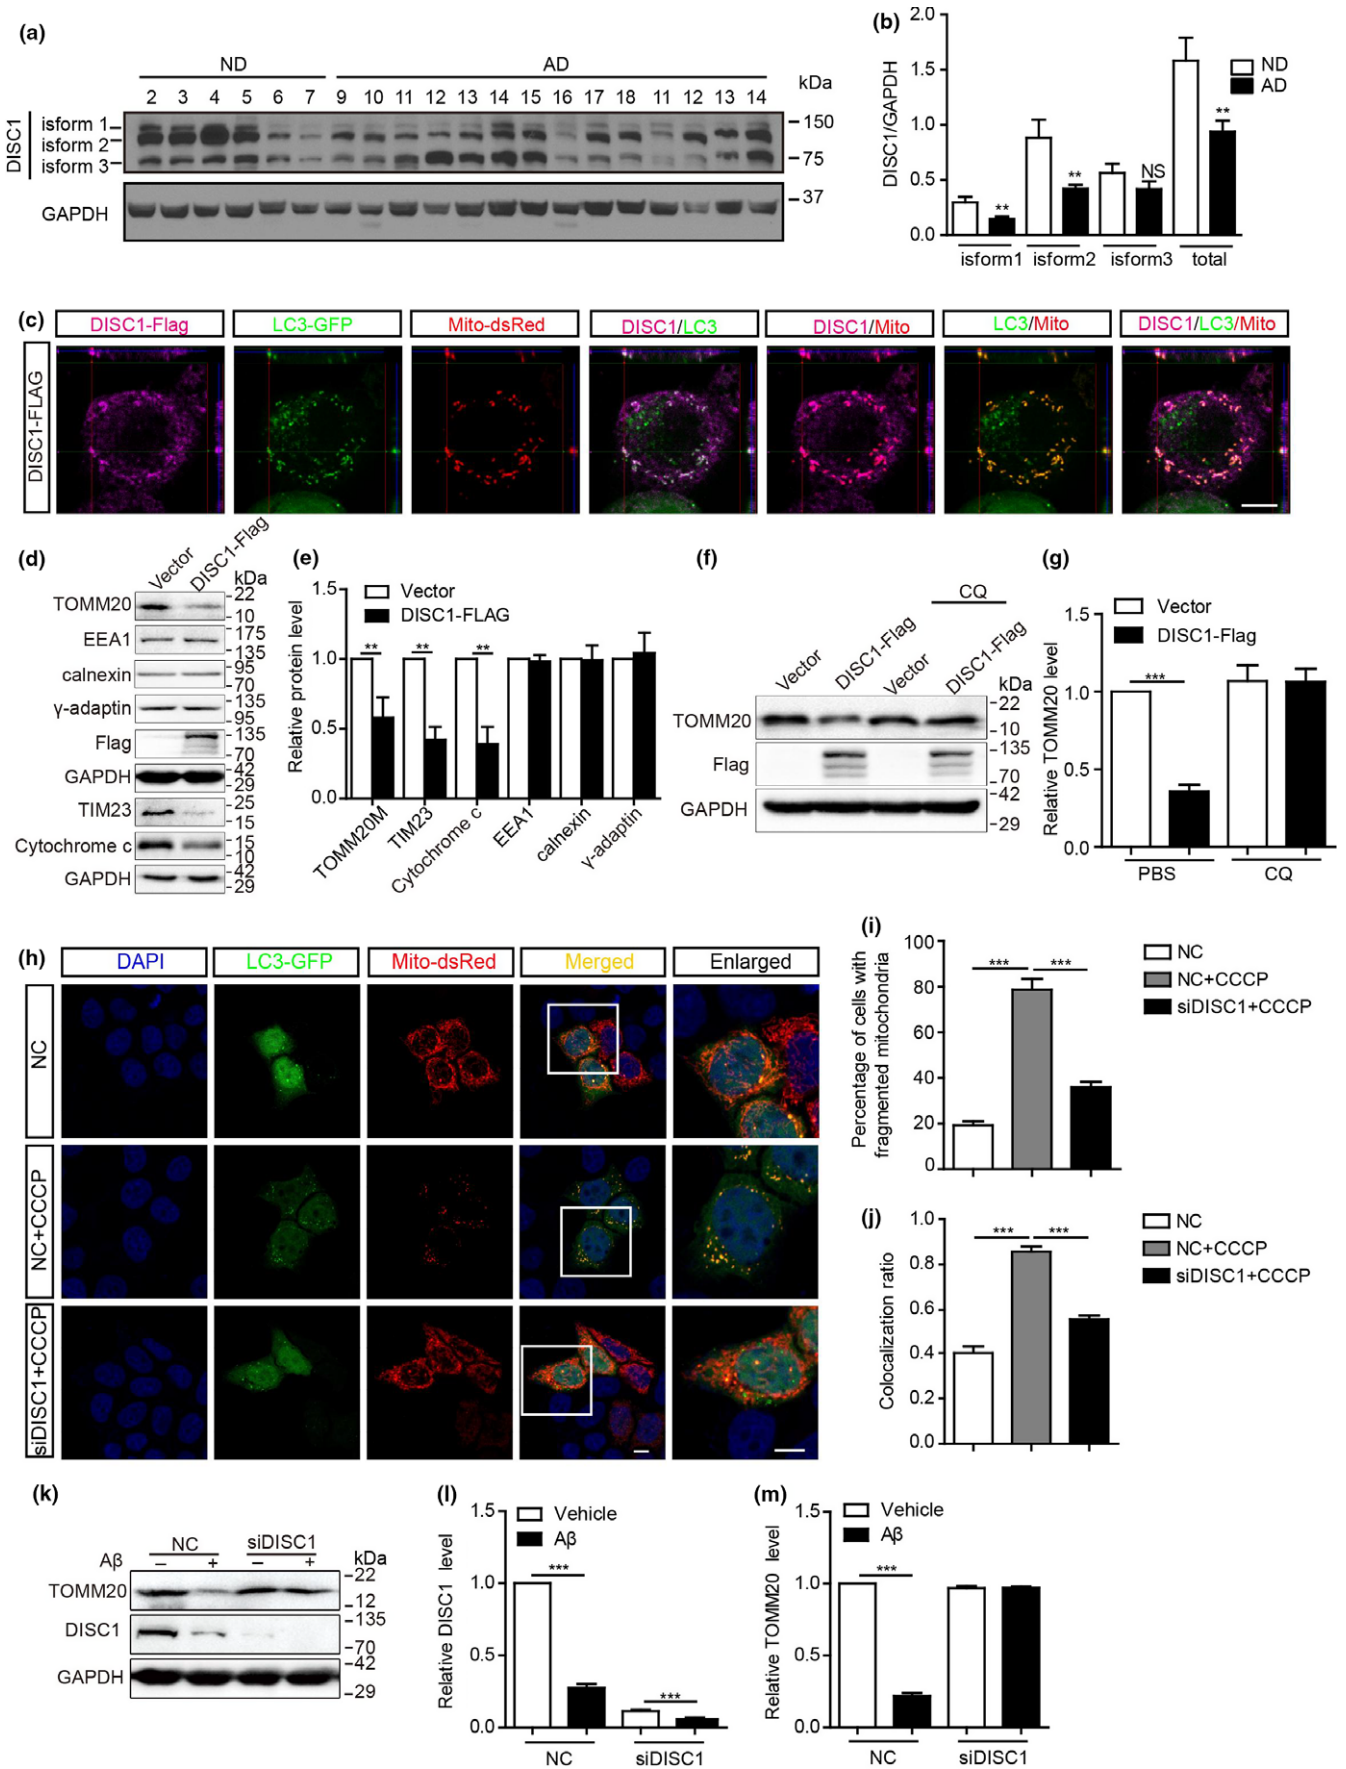 (a)
ND AD
2 3 4 5 6 7 9 10 11 12 13 14 15 16 17 18 11 12 13 14
kDa
DISC1
isform 1
isform 2
isform 3
150
75
GAPDH
37
(b)
DISC1/GAPDH
2.0
1.5
1.0
0.5
0.0
ND
AD
** ** NS **
isform1 isform2 isform3 total
(c)
DISC1-Flag LC3-GFP Mito-dsRed DISC1/LC3 DISC1/Mito LC3/Mito DISC1/LC3/Mito
DISC1-FLAG
(d)
Vector DISC1-Flag
kDa
TOMM20 22 10
EEA1 175 135
calnexin 95 70
γ-adaptin 135 95
Flag 135 70
GAPDH 42 29
TIM23 25 15
Cytochrome c 15 10
GAPDH 42 29
(e)
Relative protein level
1.5
1.0
0.5
0.0
Vector
DISC1-FLAG
** ** **
TOMM20M TIM23 Cytochrome c EEA1 calnexin γ-adaptin
(f)
CQ
Vector DISC1-Flag Vector DISC1-Flag
kDa
TOMM20 22 10
Flag 135 70
GAPDH 42 29
(g)
Relative TOMM20 level
1.5
1.0
0.5
0.0
Vector
DISC1-Flag
***
PBS CQ
(h)
DAPI LC3-GFP Mito-dsRed Merged Enlarged
NC
NC+CCCP
siDISC1+CCCP
(i)
Percentage of cells with
fragmented mitochondria
100
80
60
40
20
0
*** ***
NC
NC+CCCP
siDISC1+CCCP
(j)
Colocalization ratio
1.0
0.8
0.6
0.4
0.2
0.0
*** ***
NC
NC+CCCP
siDISC1+CCCP
(k)
NC siDISC1
Aβ – + – +
kDa
TOMM20 22 12
DISC1 135 70
GAPDH 42 29
(l)
Relative DISC1 level
1.5
1.0
0.5
0.0
Vehicle
Aβ
*** ***
NC siDISC1
(m)
Relative TOMM20 level
1.5
1.0
0.5
0.0
Vehicle
Aβ
***
NC siDISC1